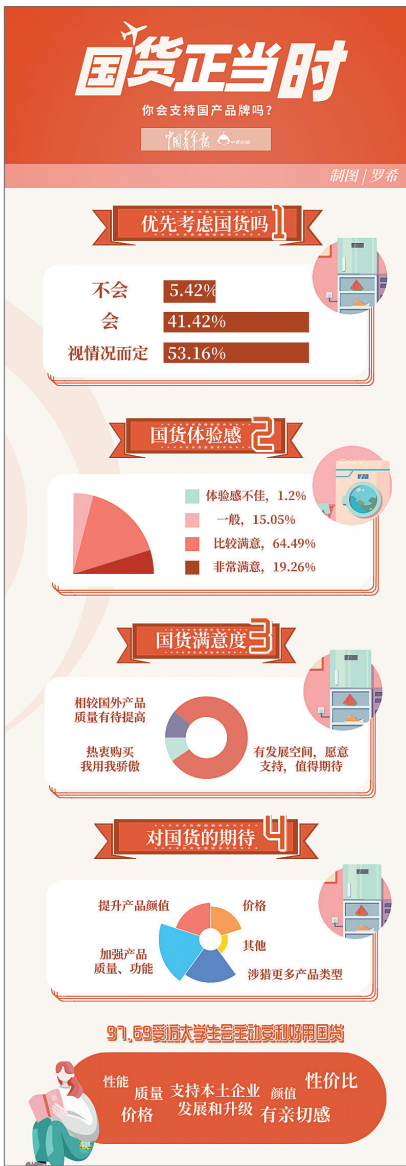 国货正当时
你会支持国产品牌吗?
中国青年报
制图 | 罗希
优先考虑国货吗 1
不会 5.42%
会 41.42%
视情况而定 53.16%
国货体验感 2
体验感不佳, 1.2%
一般, 15.05%
比较满意, 64.49%
非常满意, 19.26%
国货满意度 3
相较国外产品
质量有待提高
热衷购买
我用我骄傲
有发展空间, 愿意
支持, 值得期待
对国货的期待 4
提升产品颜值
价格
其他
加强产品
质量、功能
涉猎更多产品类型
97.69受访大学生会主动安利好用国货
性能 质量 支持本土企业 颜值 性价比
价格 发展和升级 有亲切感